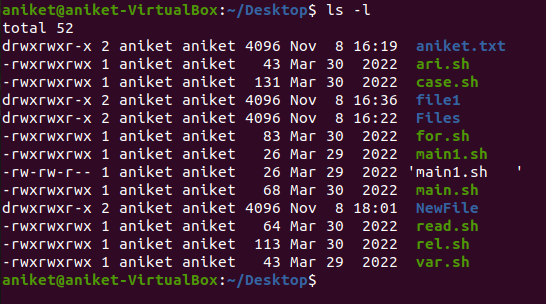 aniket@aniket-VirtualBox:~/Desktop$ ls -l
total 52
drwxrwxr-x 2 aniket aniket 4096 Nov  8 16:19  aniket.txt
-rwxrwxrwx 1 aniket aniket   43 Mar 30  2022  ari.sh
-rwxrwxrwx 1 aniket aniket  131 Mar 30  2022  case.sh
drwxrwxr-x 2 aniket aniket 4096 Nov  8 16:36  file1
drwxrwxr-x 2 aniket aniket 4096 Nov  8 16:22  Files
-rwxrwxrwx 1 aniket aniket   83 Mar 30  2022  for.sh
-rwxrwxrwx 1 aniket aniket   26 Mar 29  2022  main1.sh
-rw-rw-r-- 1 aniket aniket   26 Mar 29  2022 'main1.sh   '
-rwxrwxrwx 1 aniket aniket   68 Mar 30  2022  main.sh
drwxrwxr-x 2 aniket aniket 4096 Nov  8 18:01  NewFile
-rwxrwxrwx 1 aniket aniket   64 Mar 30  2022  read.sh
-rwxrwxrwx 1 aniket aniket  113 Mar 30  2022  rel.sh
-rwxrwxrwx 1 aniket aniket   43 Mar 29  2022  var.sh
aniket@aniket-VirtualBox:~/Desktop$